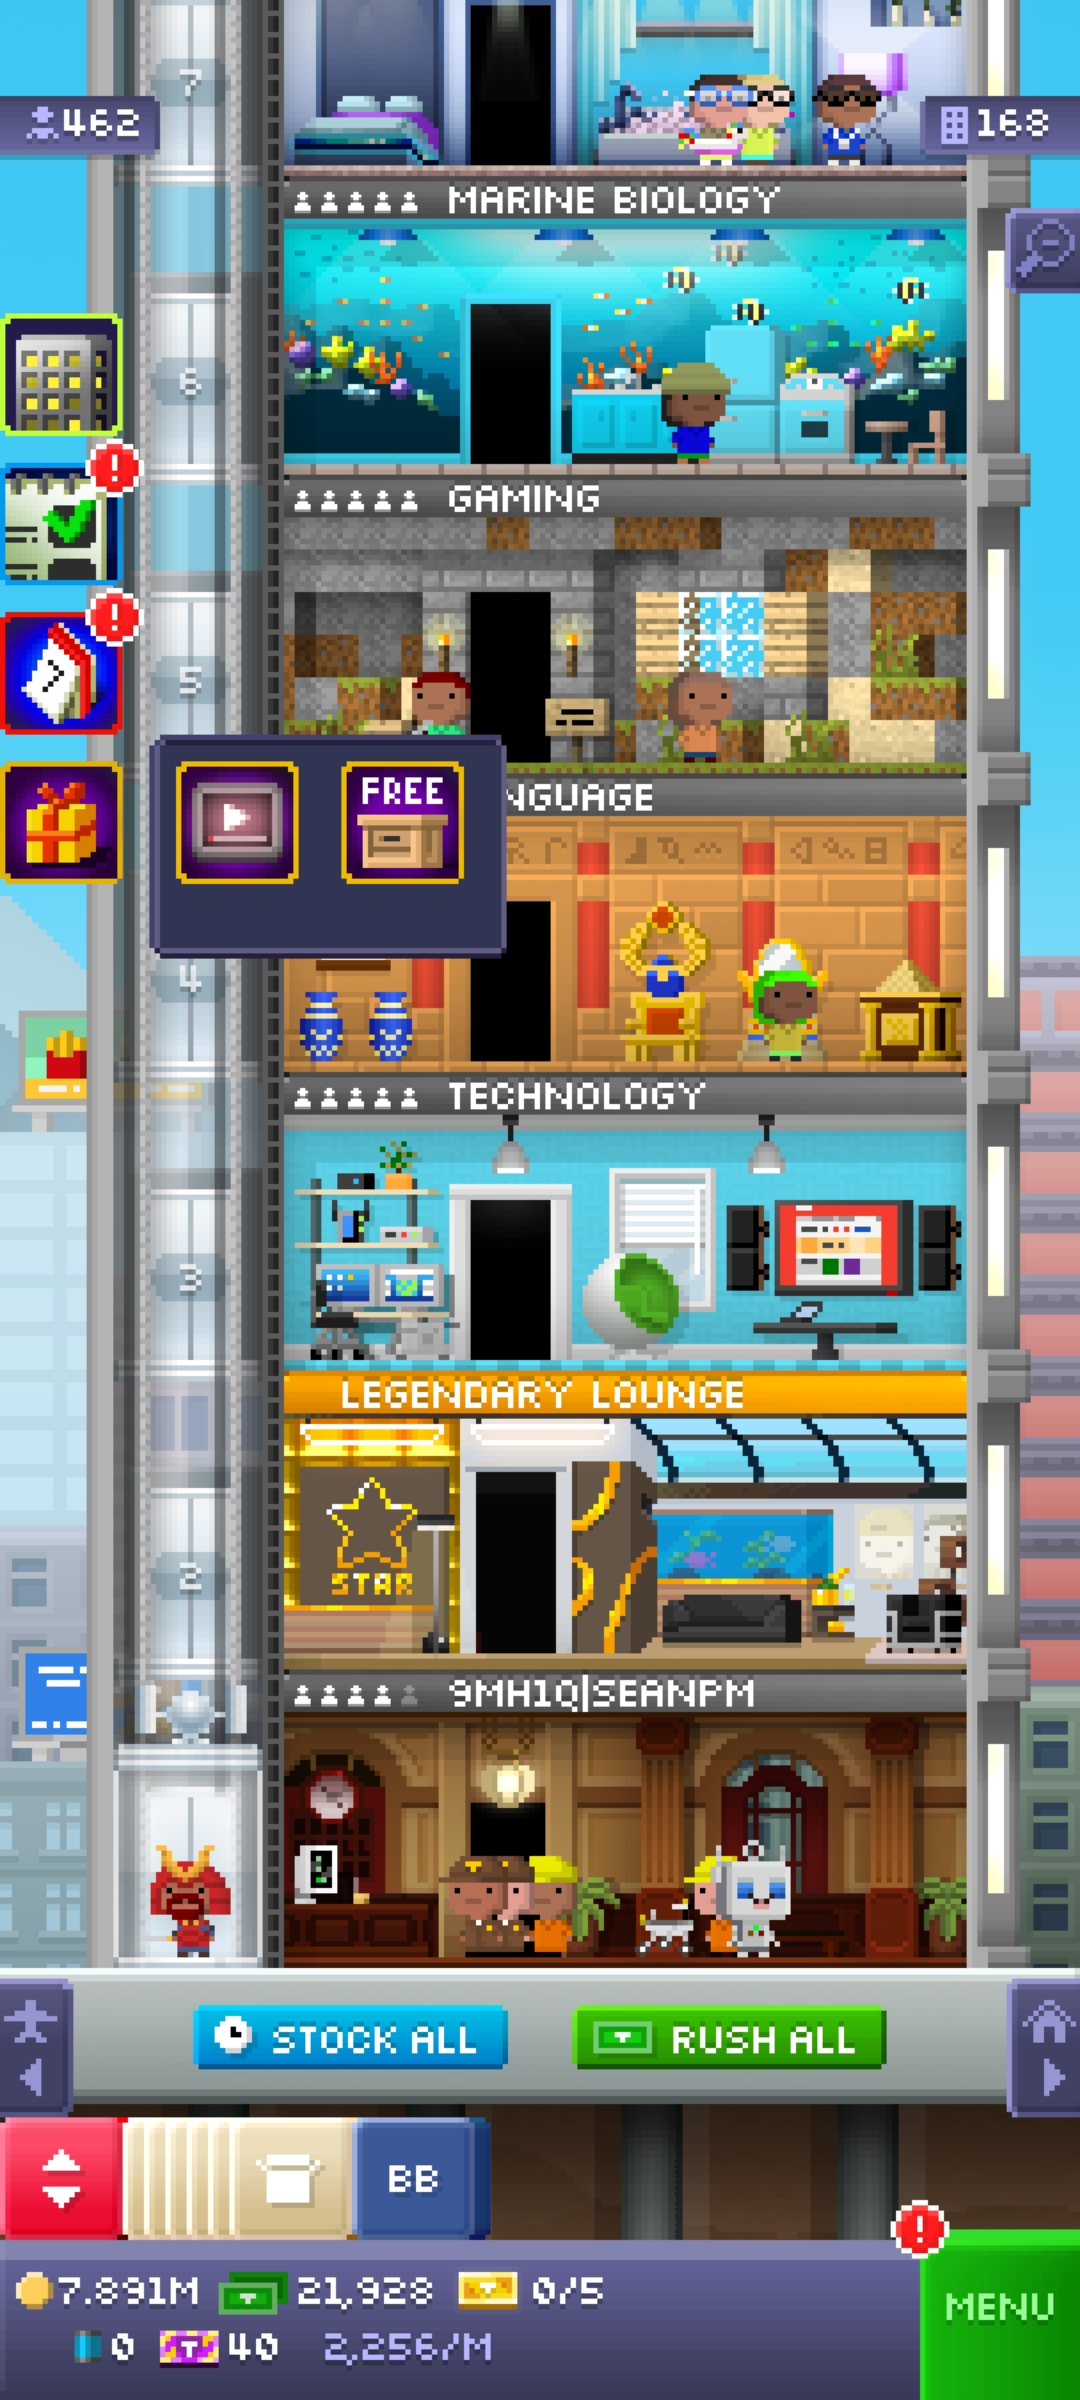 7
462
168
MARINE BIOLOGY
6
GAMING
5
FREE
NGUAGE
4
TECHNOLOGY
3
LEGENDARY LOUNGE
STAR
2
9MH1Q|SEANPM
STOCK ALL
RUSH ALL
BB
7.891M 21,928 0/5
MENU
0 40 2,256/M